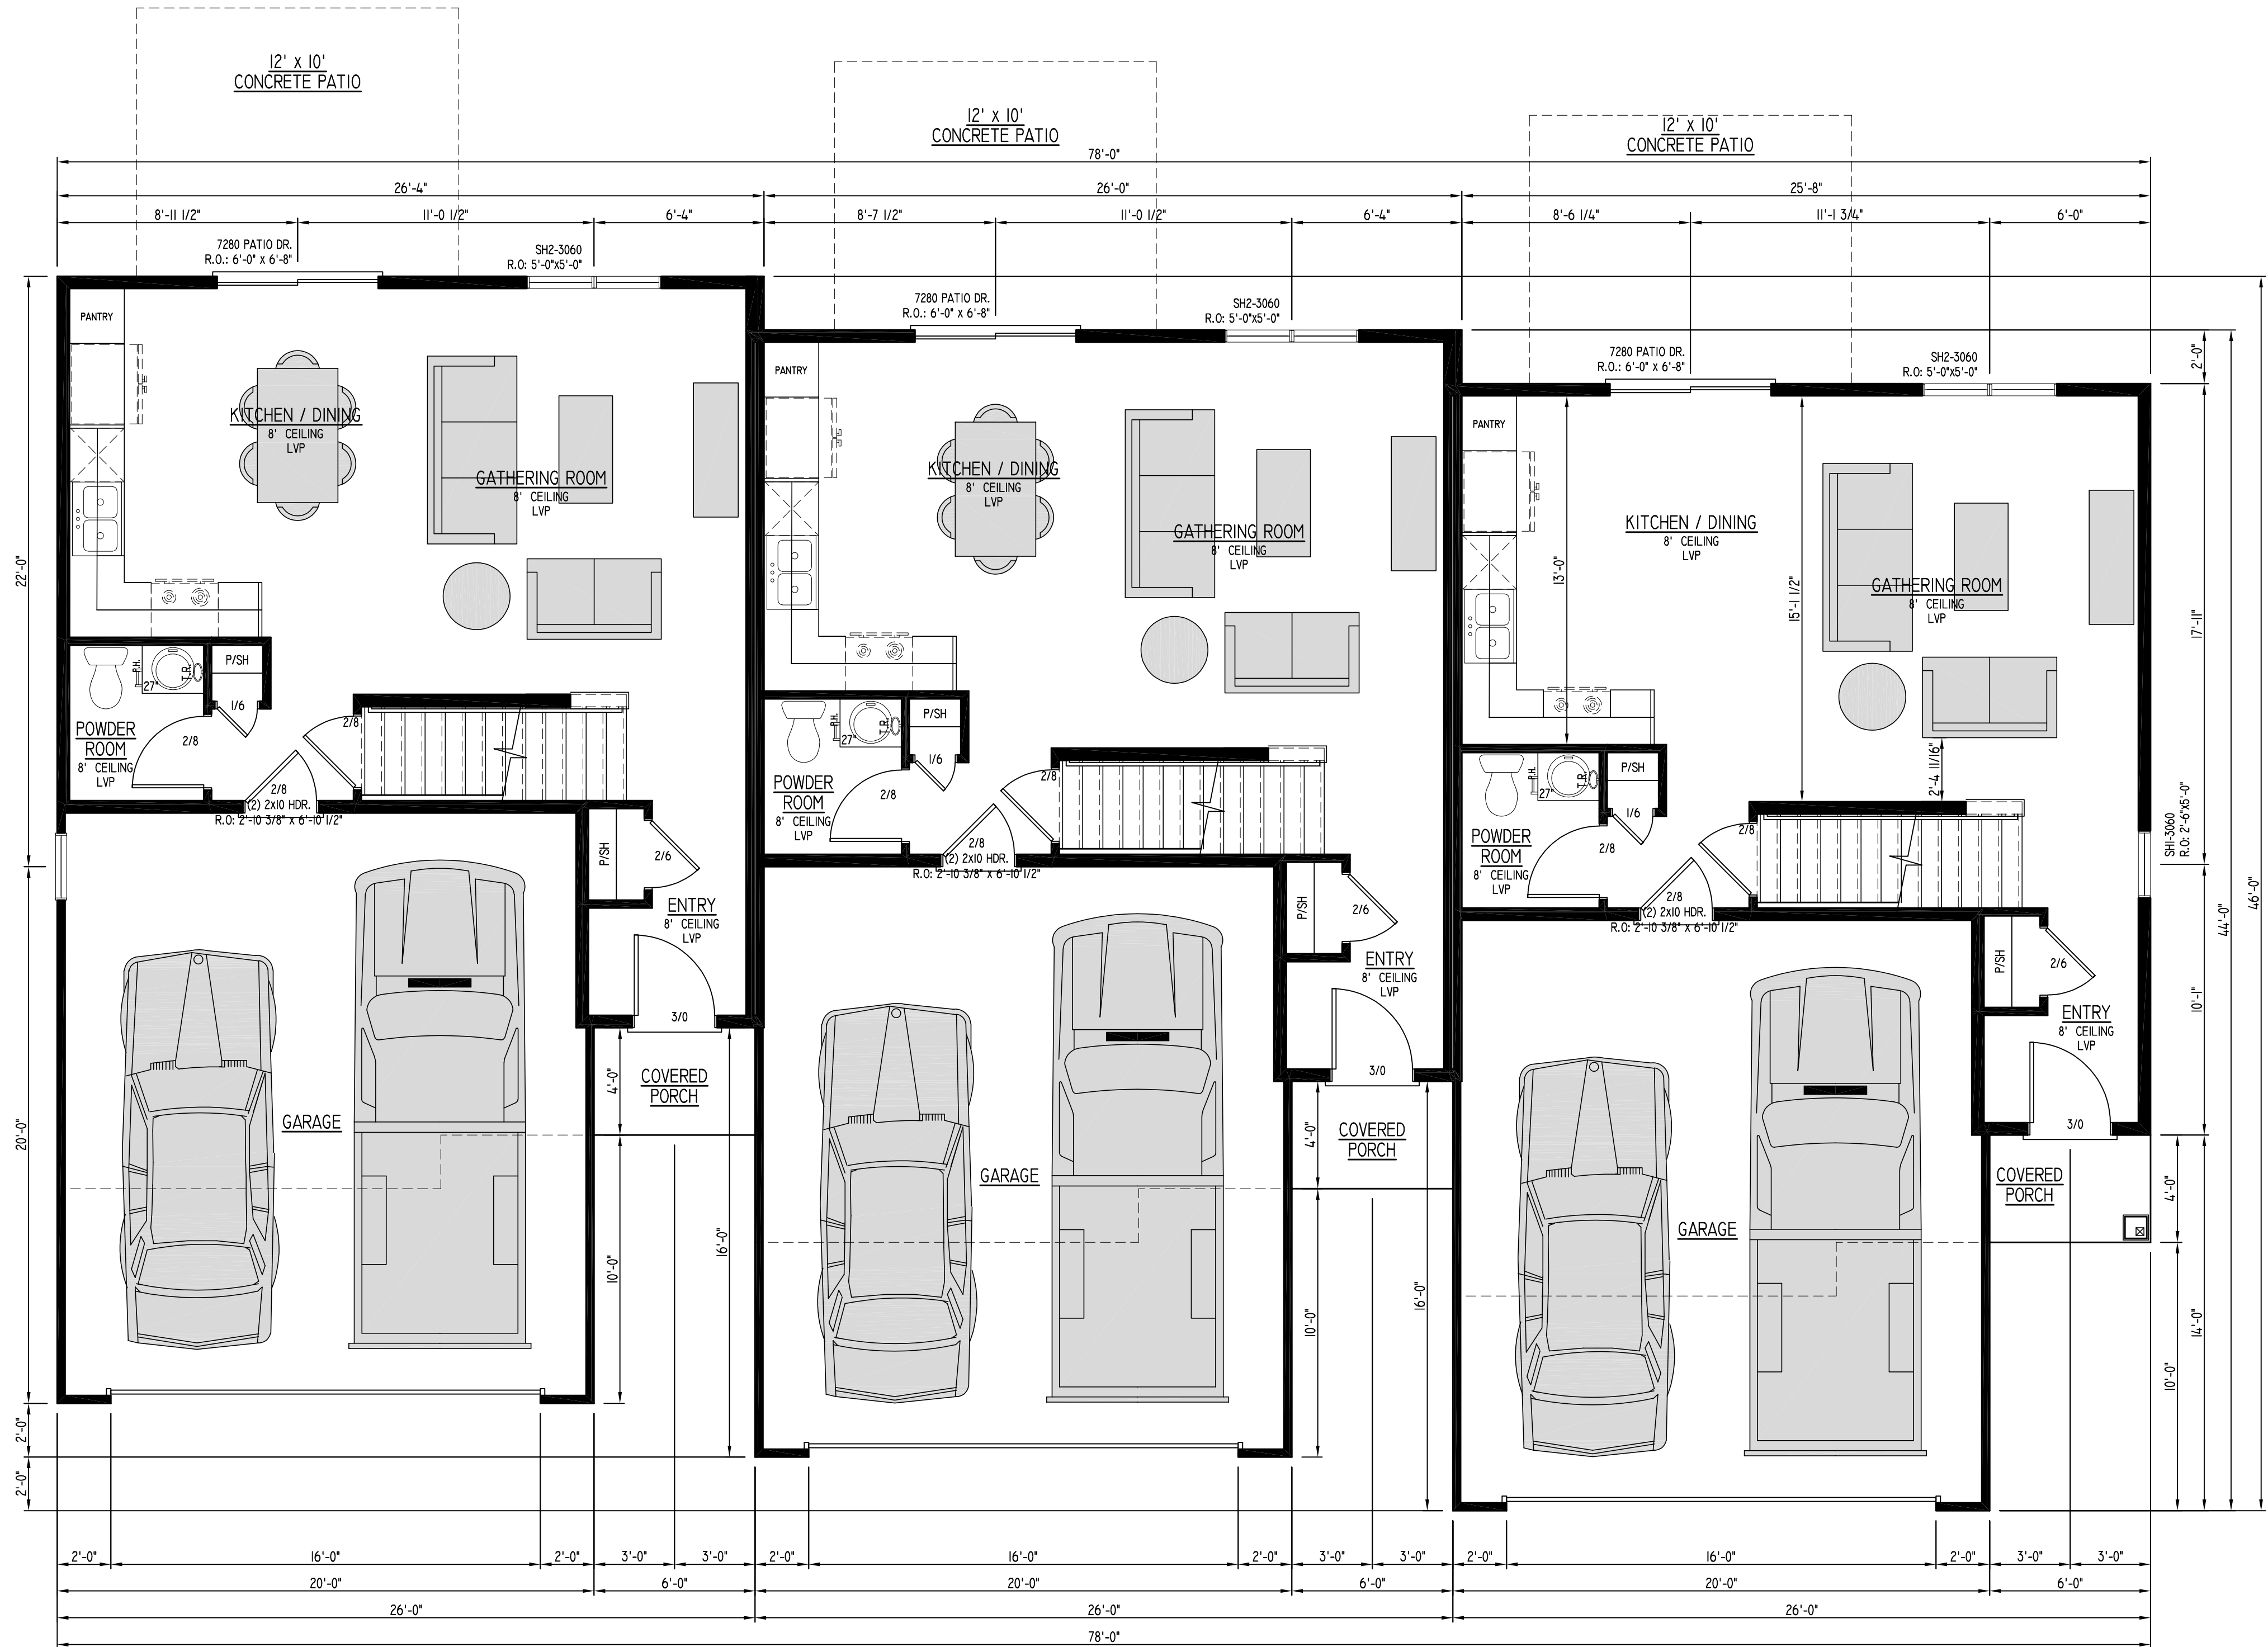 12' x 10'
CONCRETE PATIO
12' x 10'
CONCRETE PATIO
12' x 10'
CONCRETE PATIO
78'-0"
26'-4"
26'-0"
25'-8"
8'-11 1/2"
11'-0 1/2"
6'-4"
8'-7 1/2"
11'-0 1/2"
6'-4"
8'-6 1/4"
11'-1 3/4"
6'-0"
7280 PATIO DR.
R.O.: 6'-0" x 6'-8"
SH2-3060
R.O: 5'-0"x5'-0"
7280 PATIO DR.
R.O.: 6'-0" x 6'-8"
SH2-3060
R.O: 5'-0"x5'-0"
7280 PATIO DR.
R.O.: 6'-0" x 6'-8"
SH2-3060
R.O: 5'-0"x5'-0"
PANTRY
KITCHEN / DINING
8' CEILING
LVP
GATHERING ROOM
8' CEILING
LVP
P.H.
27"
T.R.
P/SH
1/6
POWDER
ROOM
8' CEILING
LVP
2/8
2/8
2/8
(2) 2x10 HDR.
R.O: 2'-10 3/8" x 6'-10 1/2"
P/SH
2/6
ENTRY
8' CEILING
LVP
3/0
COVERED
PORCH
GARAGE
4'-0"
10'-0"
16'-0"
22'-0"
20'-0"
2'-0"
2'-0"
PANTRY
KITCHEN / DINING
8' CEILING
LVP
GATHERING ROOM
8' CEILING
LVP
P.H.
27"
T.R.
P/SH
1/6
POWDER
ROOM
8' CEILING
LVP
2/8
2/8
2/8
(2) 2x10 HDR.
R.O: 2'-10 3/8" x 6'-10 1/2"
P/SH
2/6
ENTRY
8' CEILING
LVP
3/0
COVERED
PORCH
GARAGE
4'-0"
10'-0"
16'-0"
PANTRY
KITCHEN / DINING
8' CEILING
LVP
13'-0"
15'-1 1/2"
GATHERING ROOM
8' CEILING
LVP
2'-4 11/16"
P.H.
27"
T.R.
P/SH
1/6
POWDER
ROOM
8' CEILING
LVP
2/8
2/8
2/8
(2) 2x10 HDR.
R.O: 2'-10 3/8" x 6'-10 1/2"
P/SH
2/6
ENTRY
8' CEILING
LVP
3/0
COVERED
PORCH
GARAGE
2'-0"
17'-11"
SH1-3060
R.O: 2'-6"x5'-0"
10'-1"
44'-0"
46'-0"
4'-0"
14'-0"
10'-0"
2'-0"
16'-0"
2'-0"
3'-0"
3'-0"
2'-0"
16'-0"
2'-0"
3'-0"
3'-0"
2'-0"
16'-0"
2'-0"
3'-0"
3'-0"
20'-0"
6'-0"
20'-0"
6'-0"
20'-0"
6'-0"
26'-0"
26'-0"
26'-0"
78'-0"